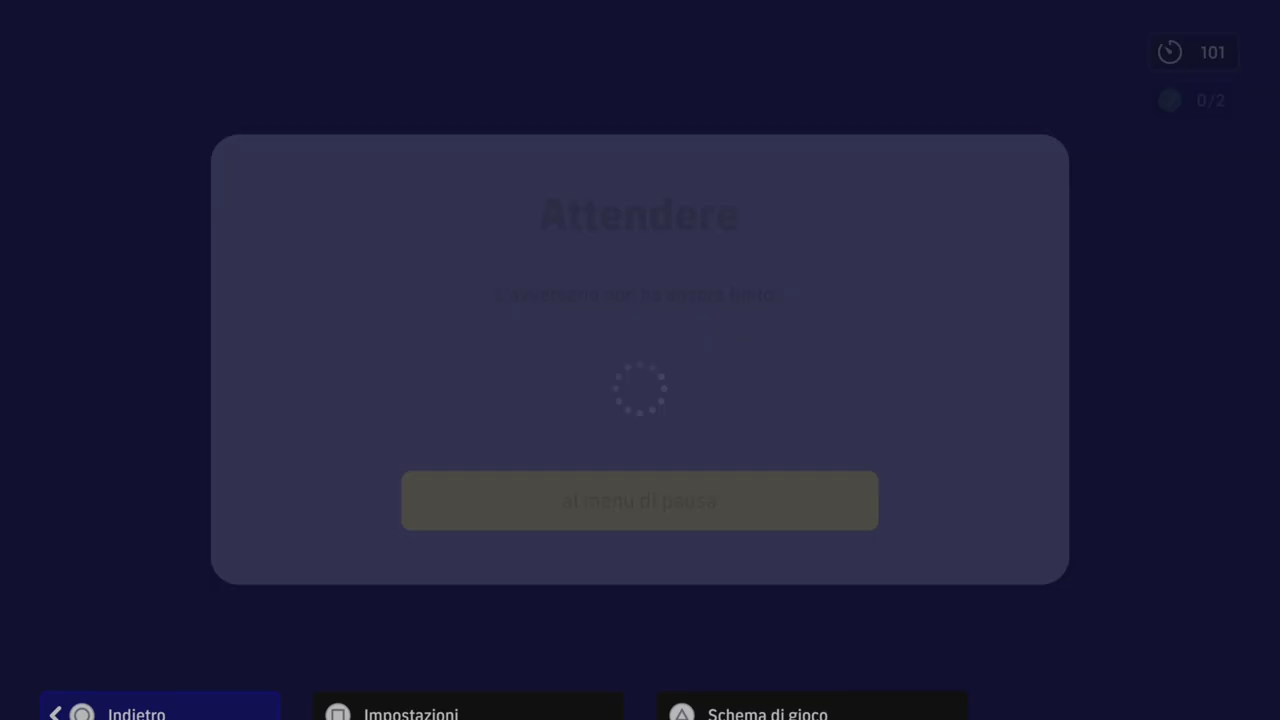 101
0/2
Attendere
L'avversario non ha ancora finito.
al menu di pausa
Indietro
Impostazioni
Schema di gioco